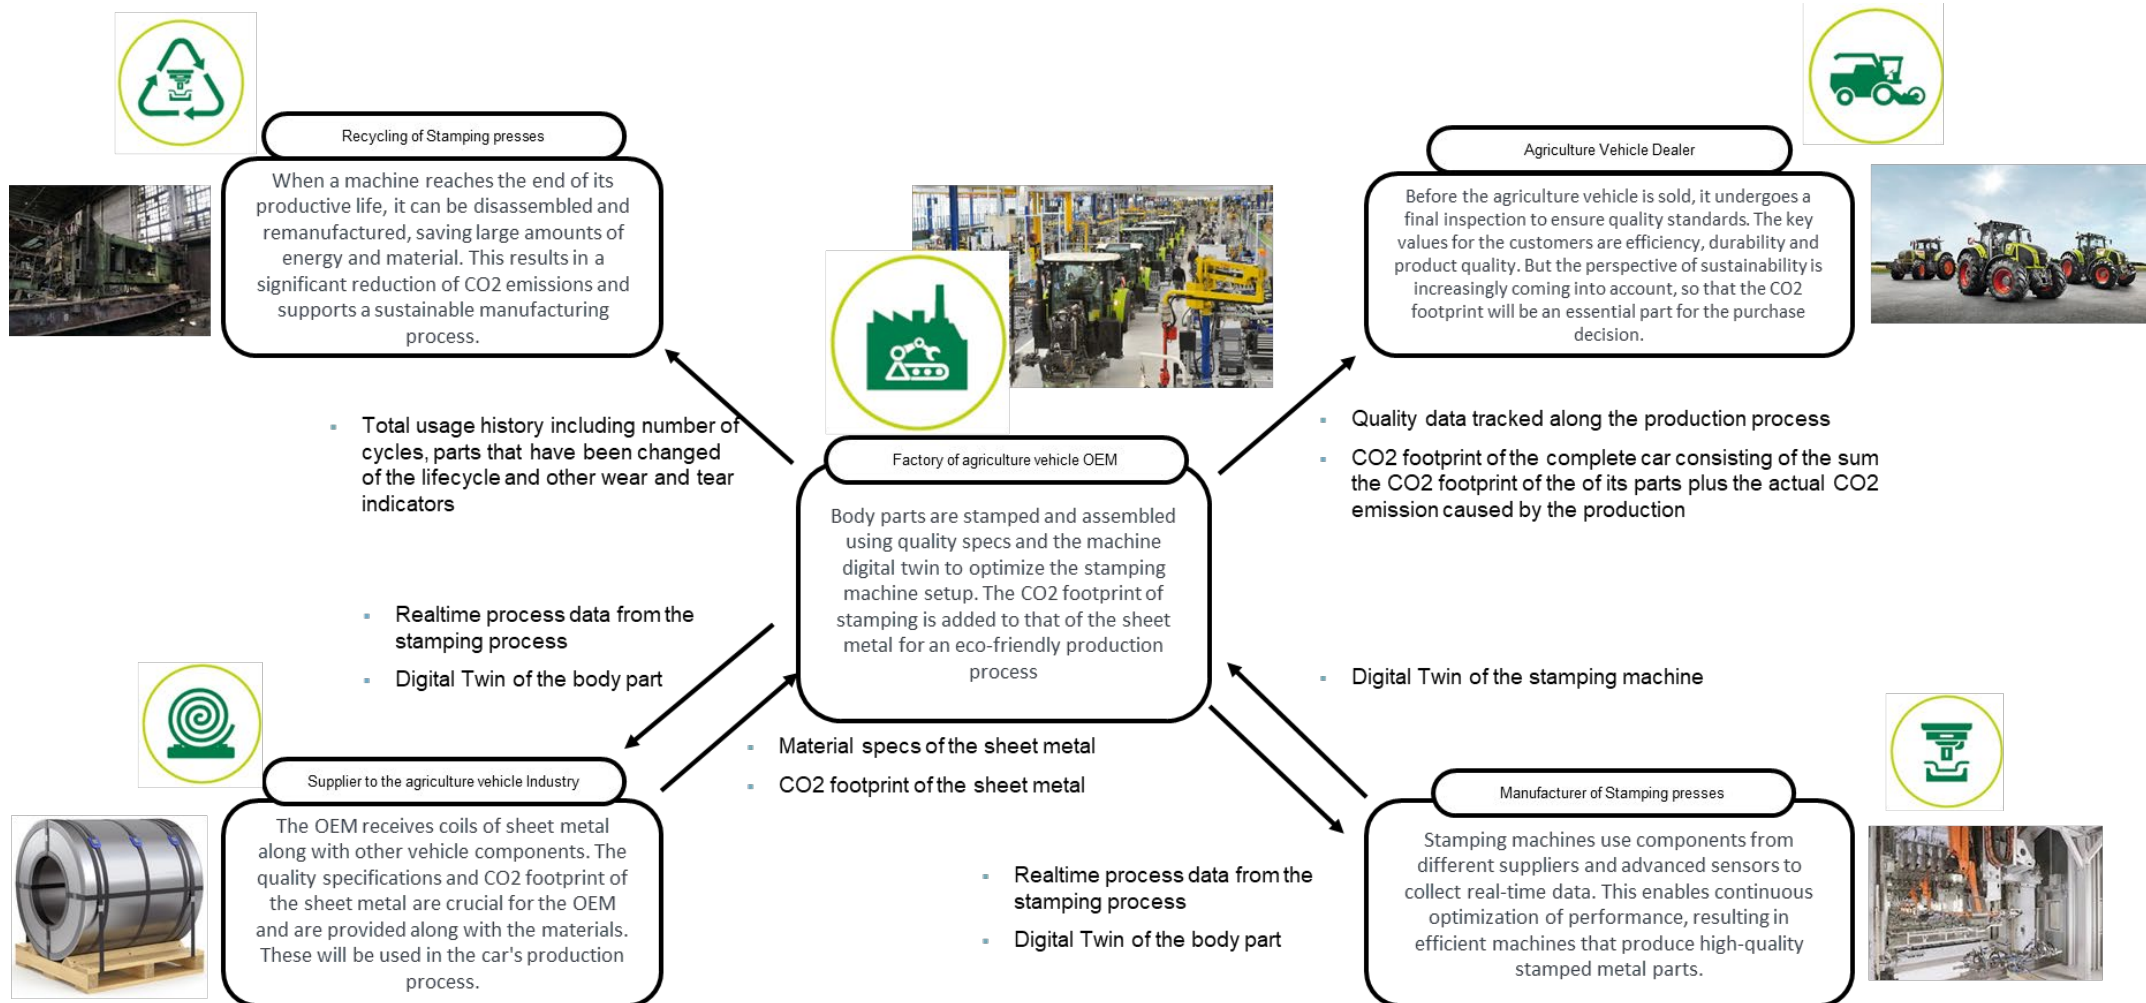 Recycling of Stamping presses
When a machine reaches the end of its
productive life, it can be disassembled and
remanufactured, saving large amounts of
energy and material. This results in a
significant reduction of CO2 emissions and
supports a sustainable manufacturing
process.
Agriculture Vehicle Dealer
Before the agriculture vehicle is sold, it undergoes a
final inspection to ensure quality standards. The key
values for the customers are efficiency, durability and
product quality. But the perspective of sustainability is
increasingly coming into account, so that the CO2
footprint will be an essential part for the purchase
decision.
Total usage history including number of
cycles, parts that have been changed
of the lifecycle and other wear and tear
indicators
Quality data tracked along the production process
CO2 footprint of the complete car consisting of the sum
the CO2 footprint of the of its parts plus the actual CO2
emission caused by the production
Factory of agriculture vehicle OEM
Body parts are stamped and assembled
using quality specs and the machine
digital twin to optimize the stamping
machine setup. The CO2 footprint of
stamping is added to that of the sheet
metal for an eco-friendly production
process
Realtime process data from the
stamping process
Digital Twin of the body part
Digital Twin of the stamping machine
Material specs of the sheet metal
CO2 footprint of the sheet metal
Supplier to the agriculture vehicle Industry
The OEM receives coils of sheet metal
along with other vehicle components. The
quality specifications and CO2 footprint of
the sheet metal are crucial for the OEM
and are provided along with the materials.
These will be used in the car's production
process.
Realtime process data from the
stamping process
Digital Twin of the body part
Manufacturer of Stamping presses
Stamping machines use components from
different suppliers and advanced sensors to
collect real-time data. This enables continuous
optimization of performance, resulting in
efficient machines that produce high-quality
stamped metal parts.